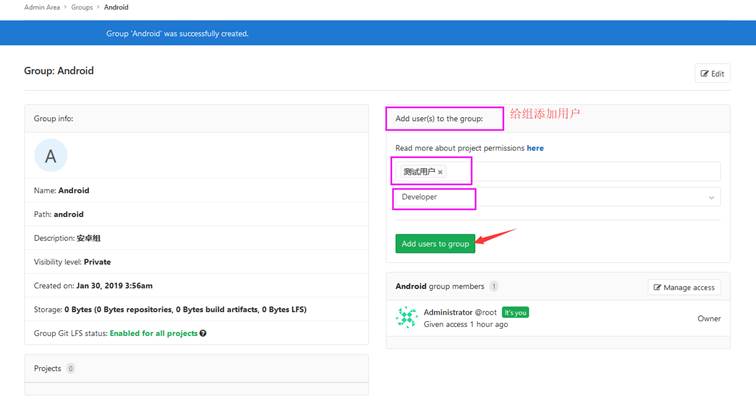 Admin Area > Groups > Android
Group 'Android' was successfully created.
Group: Android
Edit
Group info:
A
Name: Android
Path: android
Description: 安卓组
Visibility level: Private
Created on: Jan 30, 2019 3:56am
Storage: 0 Bytes (0 Bytes repositories, 0 Bytes build artifacts, 0 Bytes LFS)
Group Git LFS status: Enabled for all projects
Projects 0
Add user(s) to the group:
给组添加用户
Read more about project permissions here
测试用户 ×
Developer
Add users to group
Android group members 1
Manage access
Administrator @root It's you
Given access 1 hour ago
Owner